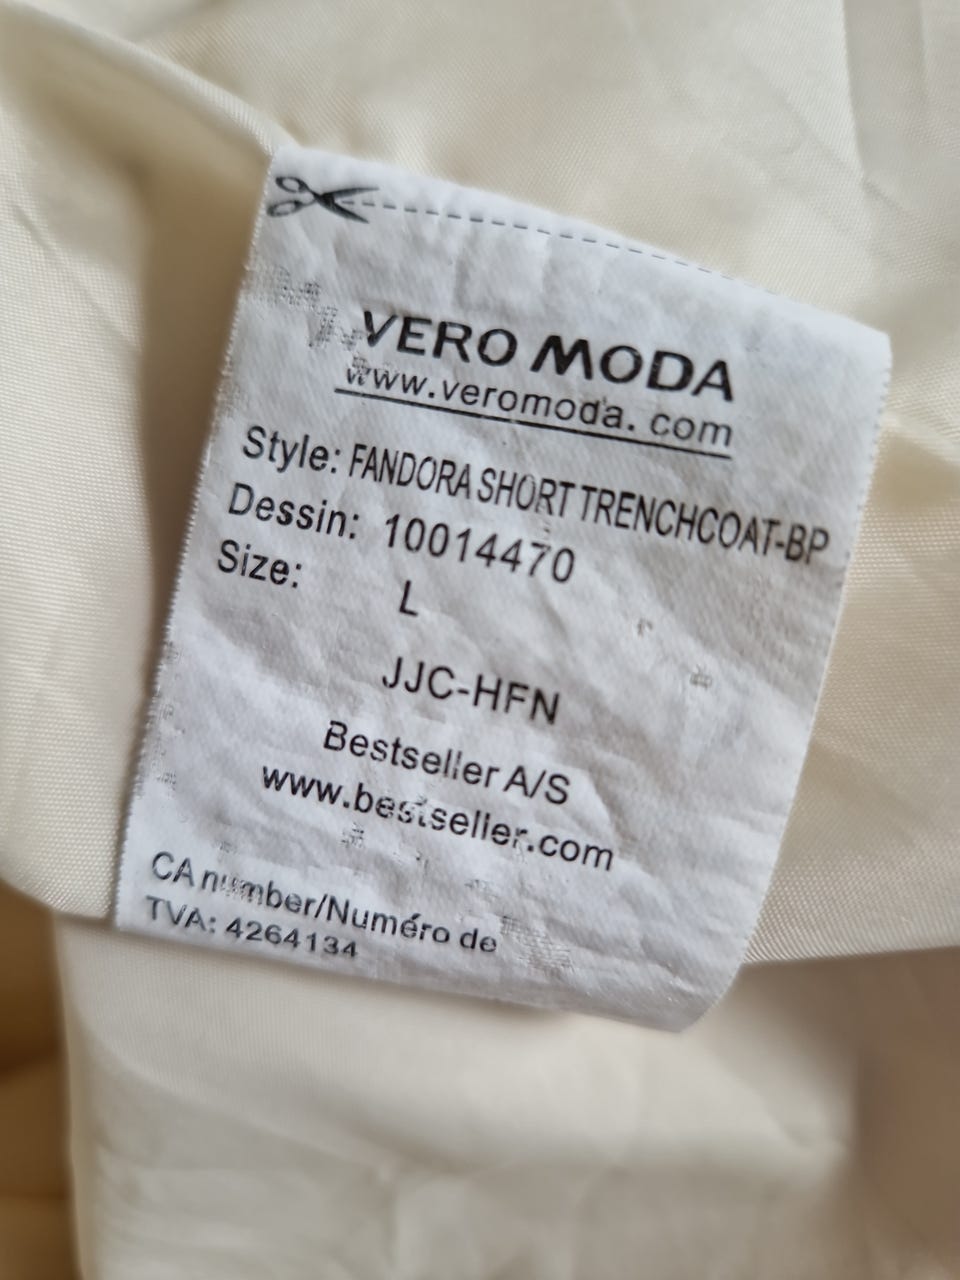 VERO MODA
www.veromoda.com
Style: FANDORA SHORT TRENCHCOAT-BP
Dessin: 10014470
Size: L
JJC-HFN
Bestseller A/S
www.bestseller.com
CA number/Numéro de
TVA: 4264134